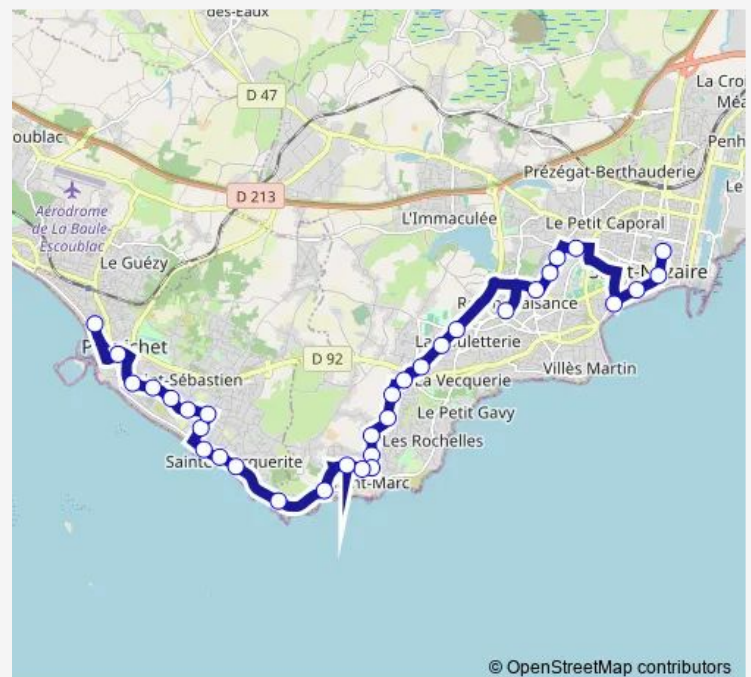 des-Eaux
D 47
La Cro
Méa
oublac
Penh
Prézégat-Berthauderie
D 213
Le
Aérodrome
de La Baule-
Escoublac
L'Immaculée
Le Petit Caporal
Le Guézy
D 92
La Vecquerie
Villès Martin
Le Petit Gavy
Les Rochelles
© OpenStreetMap contributors